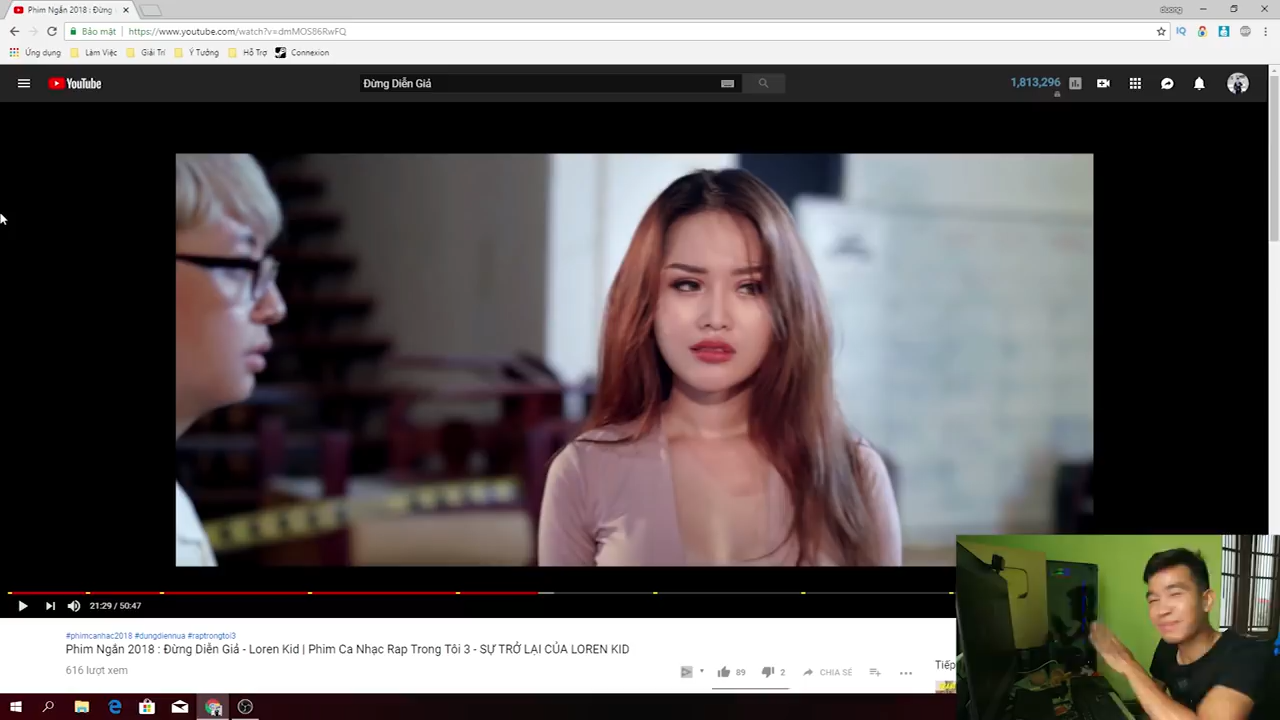 Phim Ngắn 2018 : Đừng
duong
Bảo mật
https://www.youtube.com/watch?v=dmMOS86RwFQ
IQ
Ứng dụng
Làm Việc
Giải Trí
Ý Tưởng
Hỗ Trợ
Connexion
YouTube
Đừng Diễn Giả
1,813,296
21:29 / 50:47
#phimcanhac2018 #dungdiennua #raptrongtoi3
Phim Ngắn 2018 : Đừng Diễn Giả - Loren Kid | Phim Ca Nhạc Rap Trong Tôi 3 - SỰ TRỞ LẠI CỦA LOREN KID
616 lượt xem
89
2
CHIA SẺ
Tiếp